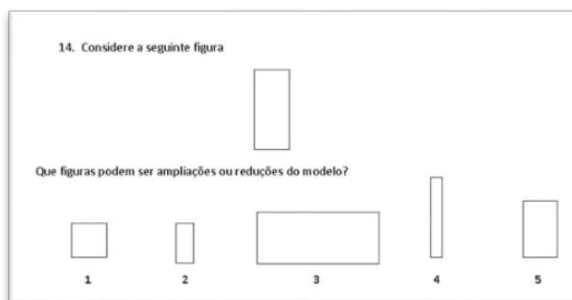 14. Considere a seguinte figura
Que figuras podem ser ampliações ou reduções do modelo?
1 2 3 4 5